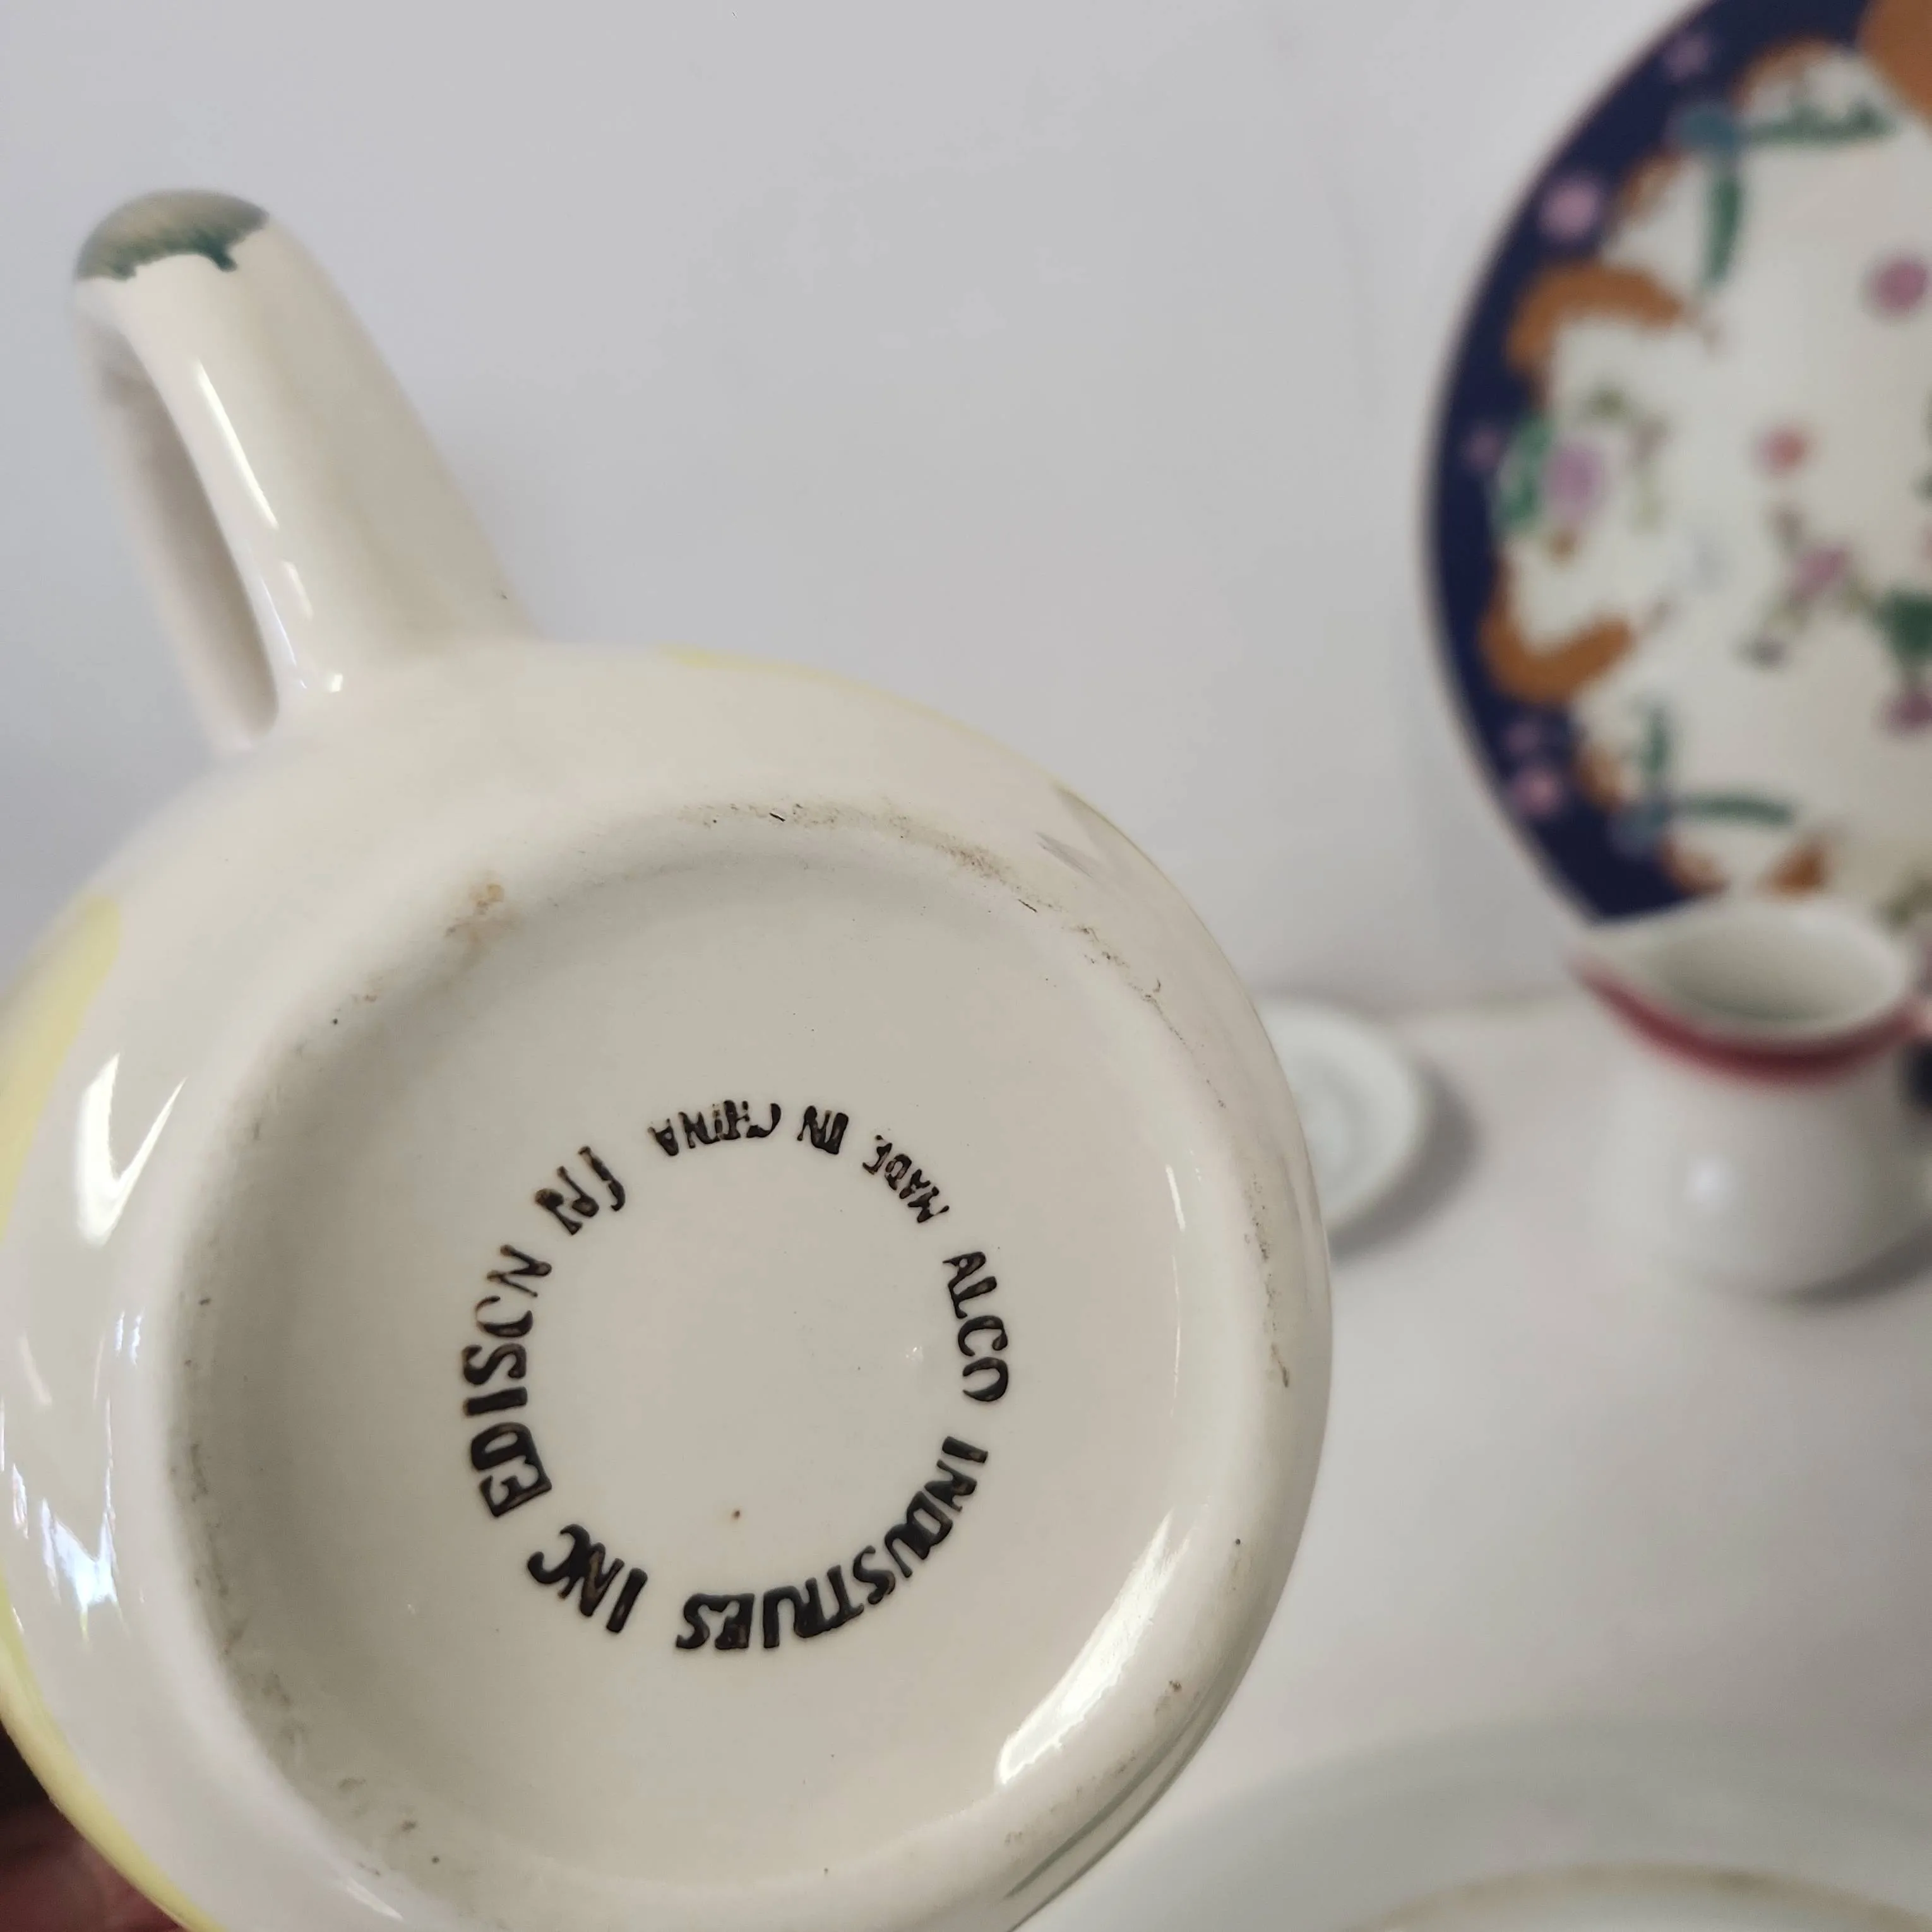 ALCO INDUSTRIES INC EDISON NJ
MADE IN CHINA